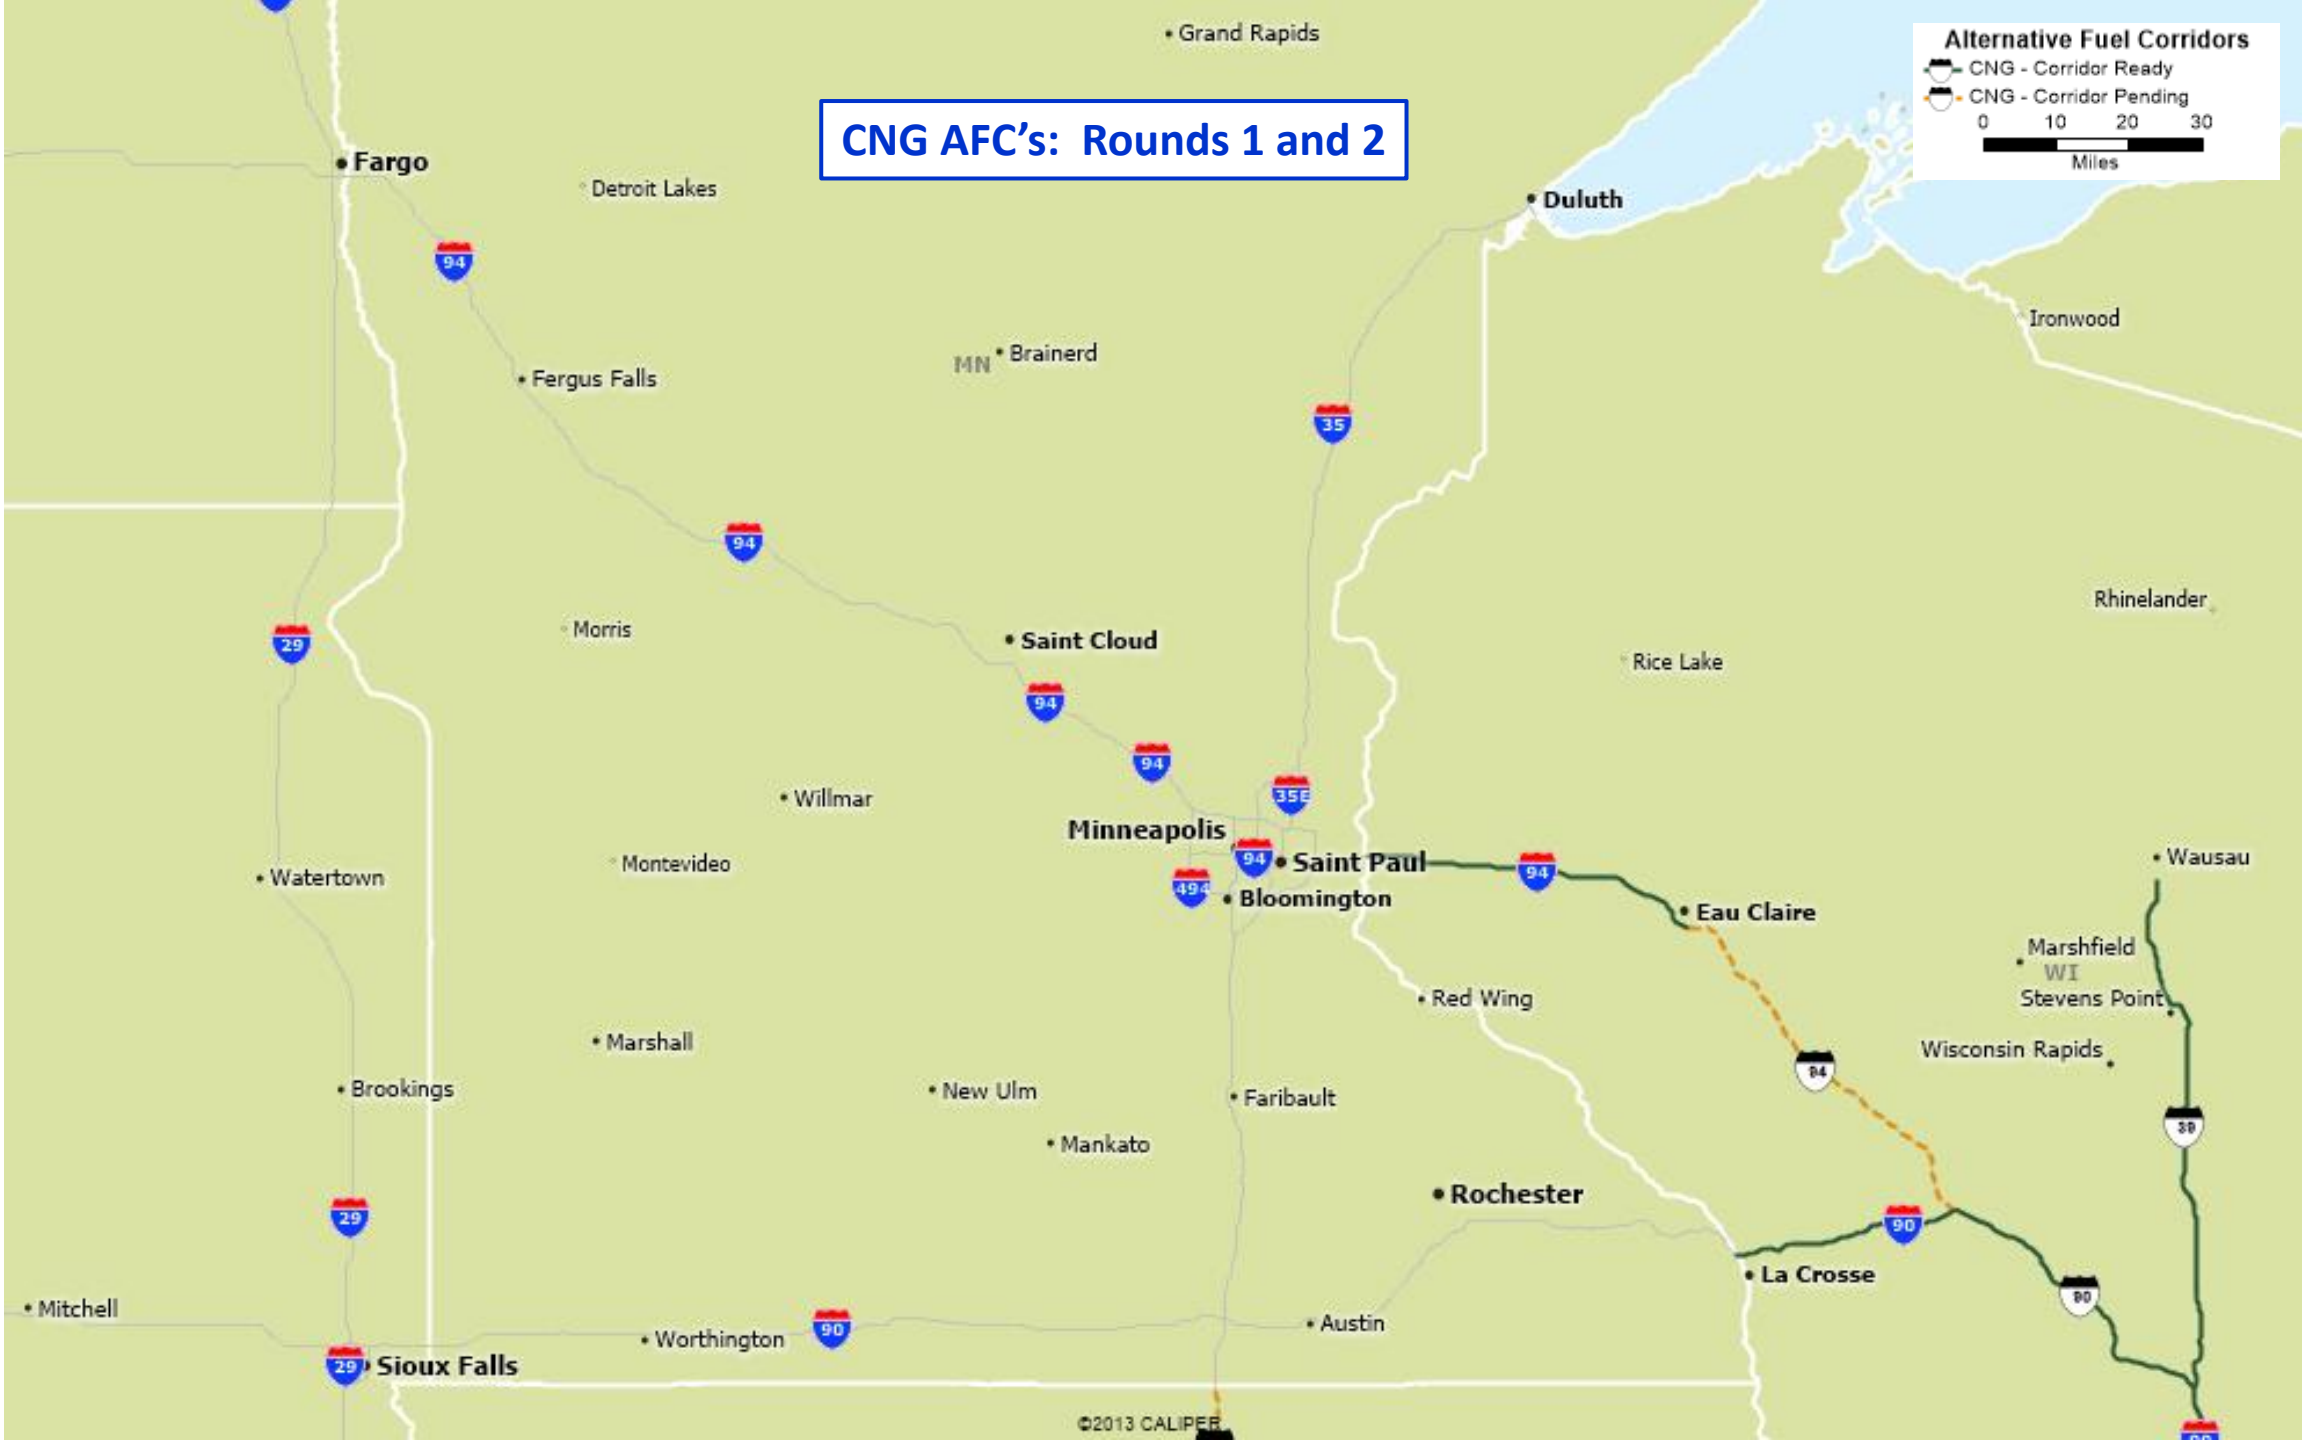 Grand Rapids
Alternative Fuel Corridors
CNG - Corridor Ready
CNG - Corridor Pending
0 10 20 30
Miles
CNG AFC’s: Rounds 1 and 2
Fargo
Detroit Lakes
Duluth
94
Ironwood
Brainerd
MN
Fergus Falls
35
94
Rhinelander
Morris
29
Saint Cloud
Rice Lake
94
94
Willmar
35E
Minneapolis
94
Saint Paul
94
Wausau
Montevideo
Watertown
494
Bloomington
Eau Claire
Marshfield
WI
Stevens Point
Red Wing
Marshall
Wisconsin Rapids
94
Brookings
New Ulm
Faribault
39
Mankato
Rochester
29
90
La Crosse
90
Mitchell
Worthington
90
Austin
29
Sioux Falls
©2013 CALIPER